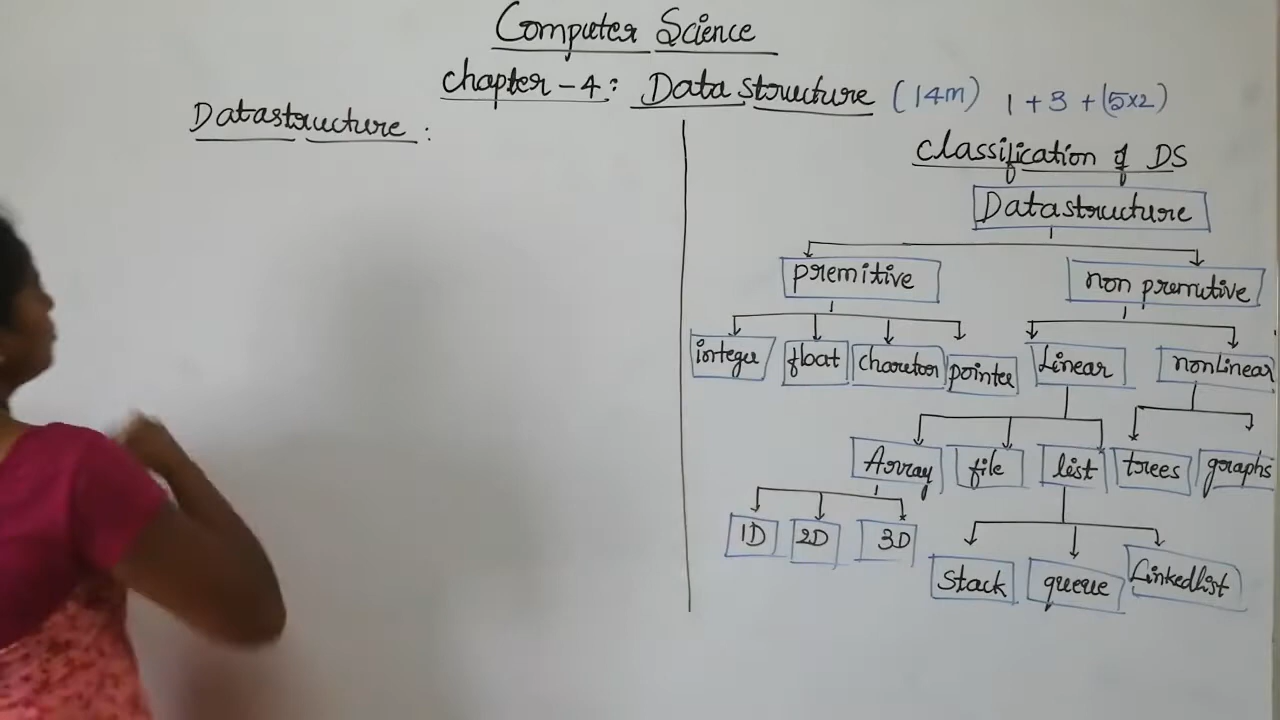 Computer Science
Chapter - 4: Data structure (14m) 1 + 3 + (5x2)
Datastructure :
Classification of DS
Datastructure
premitive non premitive
integer float charector pointer Linear nonLinear
Array file list trees graphs
1D 2D 3D
Stack queue Linkedlist